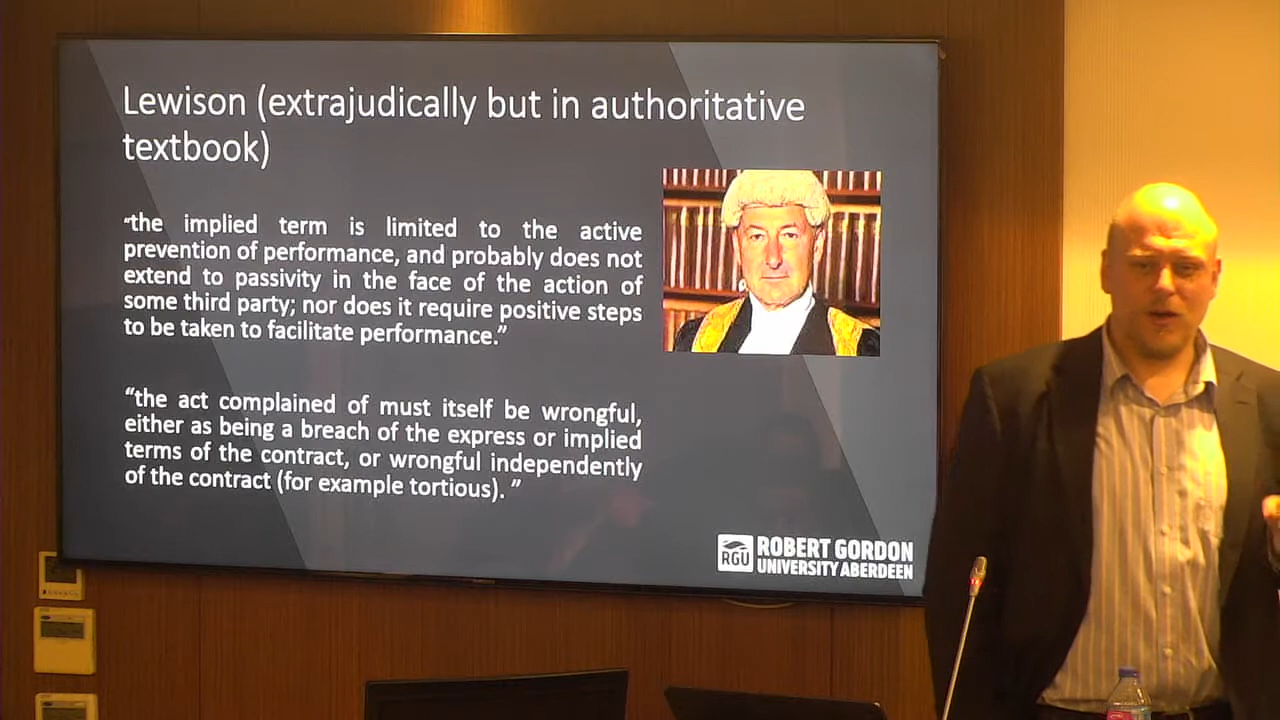 Lewison (extrajudically but in authoritative
textbook)
“the implied term is limited to the active
prevention of performance, and probably does not
extend to passivity in the face of the action of
some third party; nor does it require positive steps
to be taken to facilitate performance.”
“the act complained of must itself be wrongful,
either as being a breach of the express or implied
terms of the contract, or wrongful independently
of the contract (for example tortious). ”
RGU
ROBERT GORDON
UNIVERSITY ABERDEEN